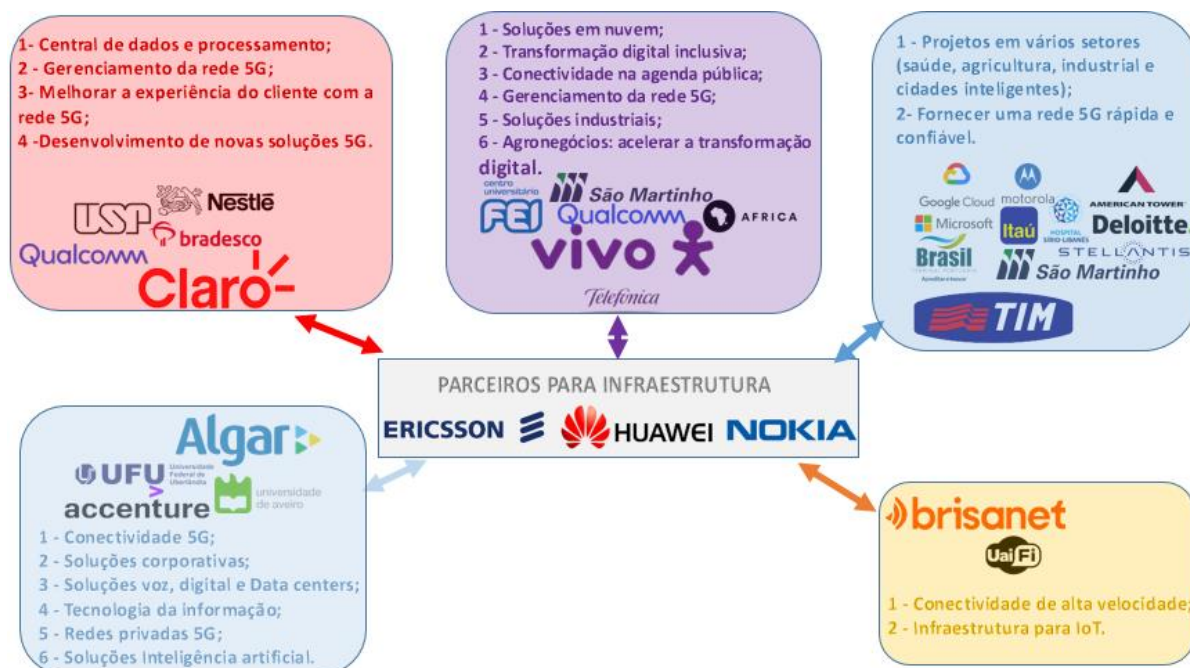 1- Central de dados e processamento;
2 - Gerenciamento da rede 5G;
3- Melhorar a experiência do cliente com a
rede 5G;
4 -Desenvolvimento de novas soluções 5G.
USP
Nestlé
bradesco
Qualcomm
Claro
1 - Soluções em nuvem;
2 - Transformação digital inclusiva;
3 - Conectividade na agenda pública;
4 - Gerenciamento da rede 5G;
5 - Soluções industriais;
6 - Agronegócios: acelerar a transformação
digital.
centro
universitário
FEI
São Martinho
Qualcomm
AFRICA
vivo
Telefónica
1 - Projetos em vários setores
(saúde, agricultura, industrial e
cidades inteligentes);
2- Fornecer uma rede 5G rápida e
confiável.
Google Cloud
motorola
AMERICAN TOWER
Microsoft
Itaú
HOSPITAL
SÍRIO-LIBANÊS
Deloitte.
Brasil
STELLANTIS
São Martinho
TIM
PARCEIROS PARA INFRAESTRUTURA
ERICSSON
HUAWEI
NOKIA
Algar
UFU
Universidade
Federal de
Uberlândia
accenture
universidade
de aveiro
1 - Conectividade 5G;
2 - Soluções corporativas;
3 - Soluções voz, digital e Data centers;
4 - Tecnologia da informação;
5 - Redes privadas 5G;
6 - Soluções Inteligência artificial.
brisanet
UaiFi
1 - Conectividade de alta velocidade;
2 - Infraestrutura para IoT.